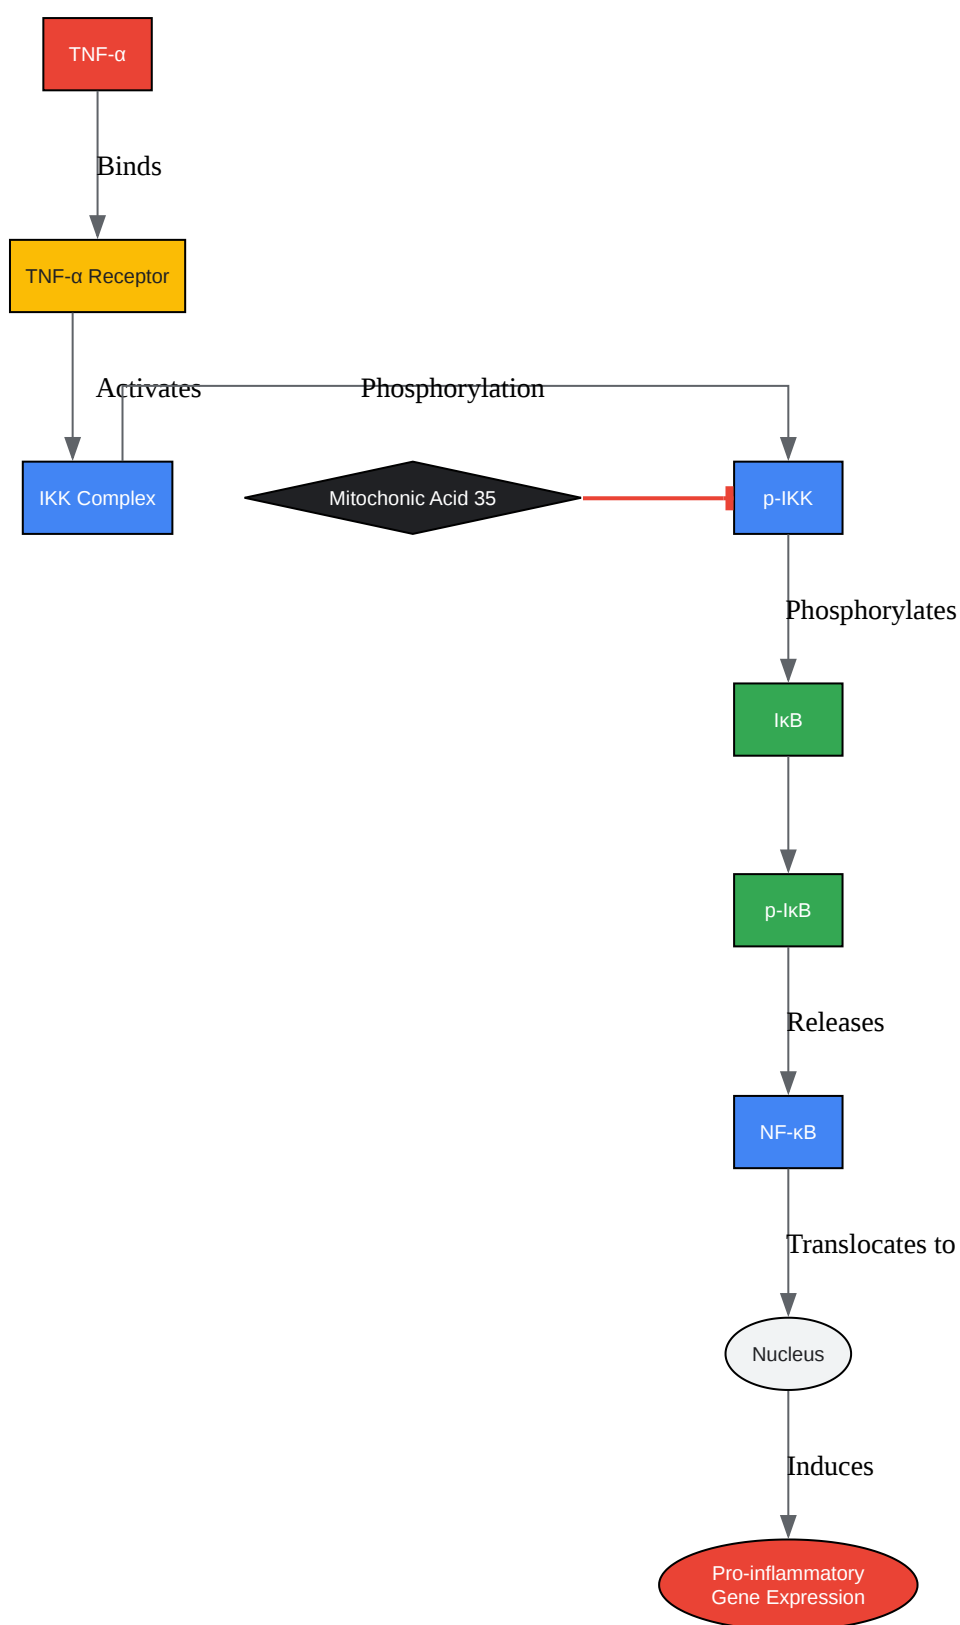 TNF-α
Binds
TNF-α Receptor
Activates
Phosphorylation
IKK Complex
Mitochonic Acid 35
p-IKK
Phosphorylates
IκB
p-IκB
Releases
NF-κB
Translocates to
Nucleus
Induces
Pro-inflammatory
Gene Expression